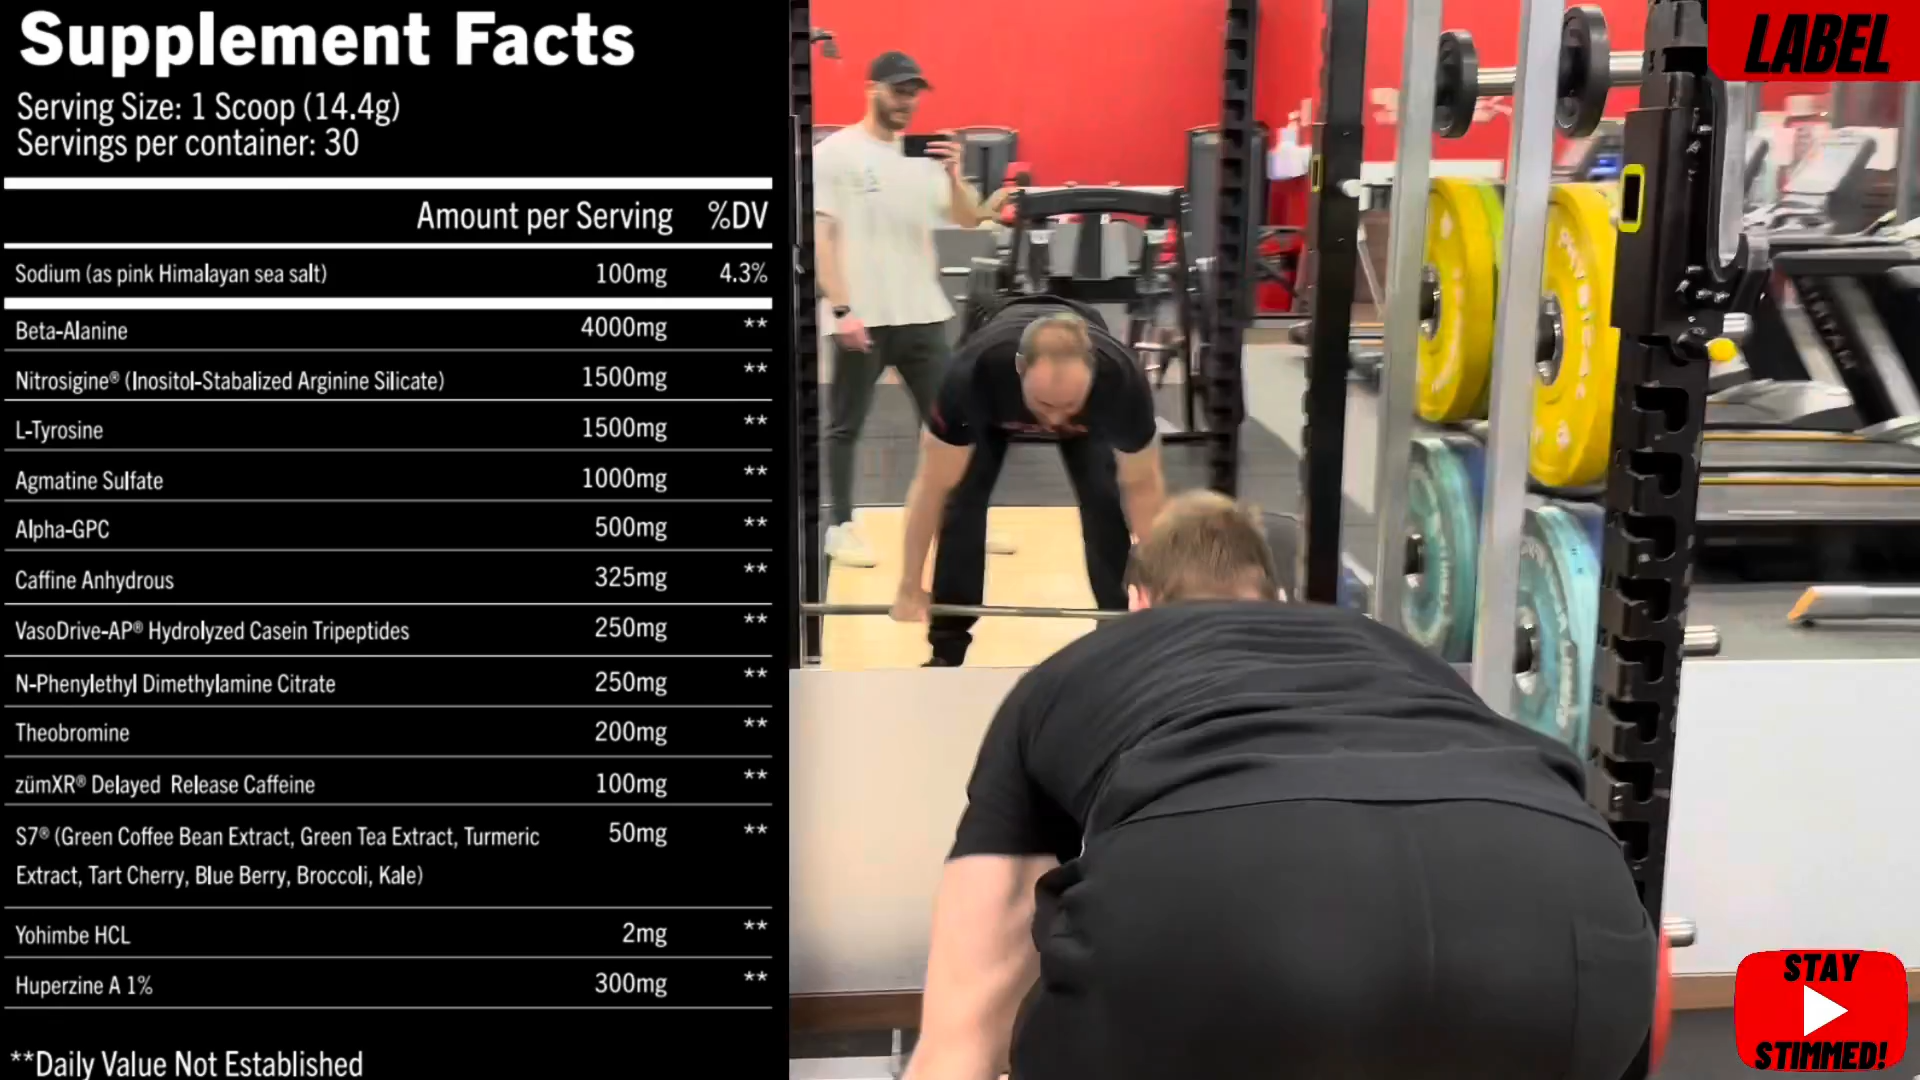 Supplement Facts
Serving Size: 1 Scoop (14.4g)
Servings per container: 30
Amount per Serving %DV
Sodium (as pink Himalayan sea salt) 100mg 4.3%
Beta-Alanine 4000mg **
Nitrosigine® (Inositol-Stabalized Arginine Silicate) 1500mg **
L-Tyrosine 1500mg **
Agmatine Sulfate 1000mg **
Alpha-GPC 500mg **
Caffine Anhydrous 325mg **
VasoDrive-AP® Hydrolyzed Casein Tripeptides 250mg **
N-Phenylethyl Dimethylamine Citrate 250mg **
Theobromine 200mg **
zümXR® Delayed Release Caffeine 100mg **
S7® (Green Coffee Bean Extract, Green Tea Extract, Turmeric 50mg **
Extract, Tart Cherry, Blue Berry, Broccoli, Kale)
Yohimbe HCL 2mg **
Huperzine A 1% 300mg **
**Daily Value Not Established
LABEL
STAY
STIMMED!